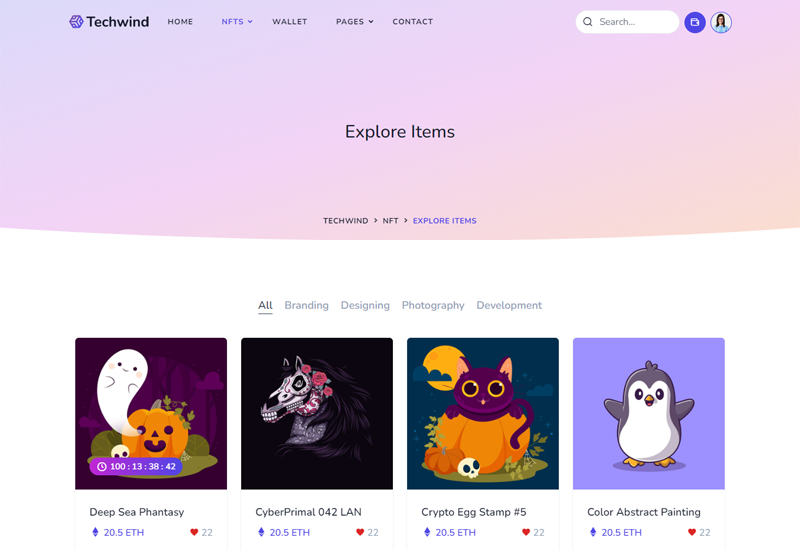 Techwind HOME NFTS WALLET PAGES CONTACT Search...
Explore Items
TECHWIND > NFT > EXPLORE ITEMS
All Branding Designing Photography Development
100 : 13 : 38 : 42
Deep Sea Phantasy CyberPrimal 042 LAN Crypto Egg Stamp #5 Color Abstract Painting
20.5 ETH 22 20.5 ETH 22 20.5 ETH 22 20.5 ETH 22